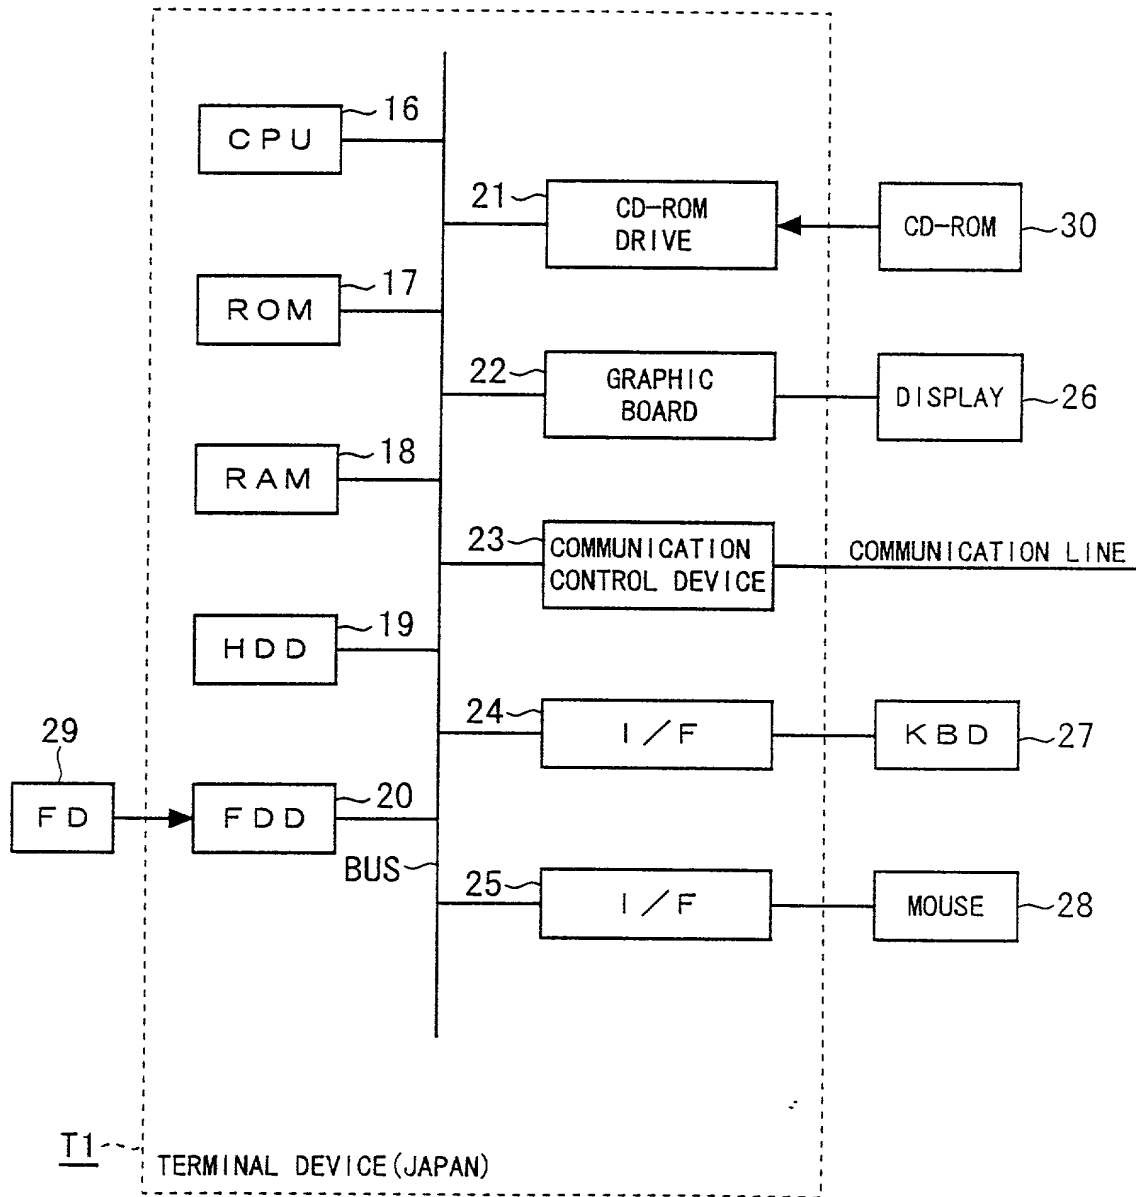 16
CPU
21
CD-ROM
DRIVE
CD-ROM
30
17
ROM
22
GRAPHIC
BOARD
DISPLAY
26
18
RAM
23
COMMUNICATION
CONTROL DEVICE
COMMUNICATION LINE
19
HDD
24
I/F
KBD
27
29
FD
20
FDD
BUS
25
I/F
MOUSE
28
T1
TERMINAL DEVICE(JAPAN)